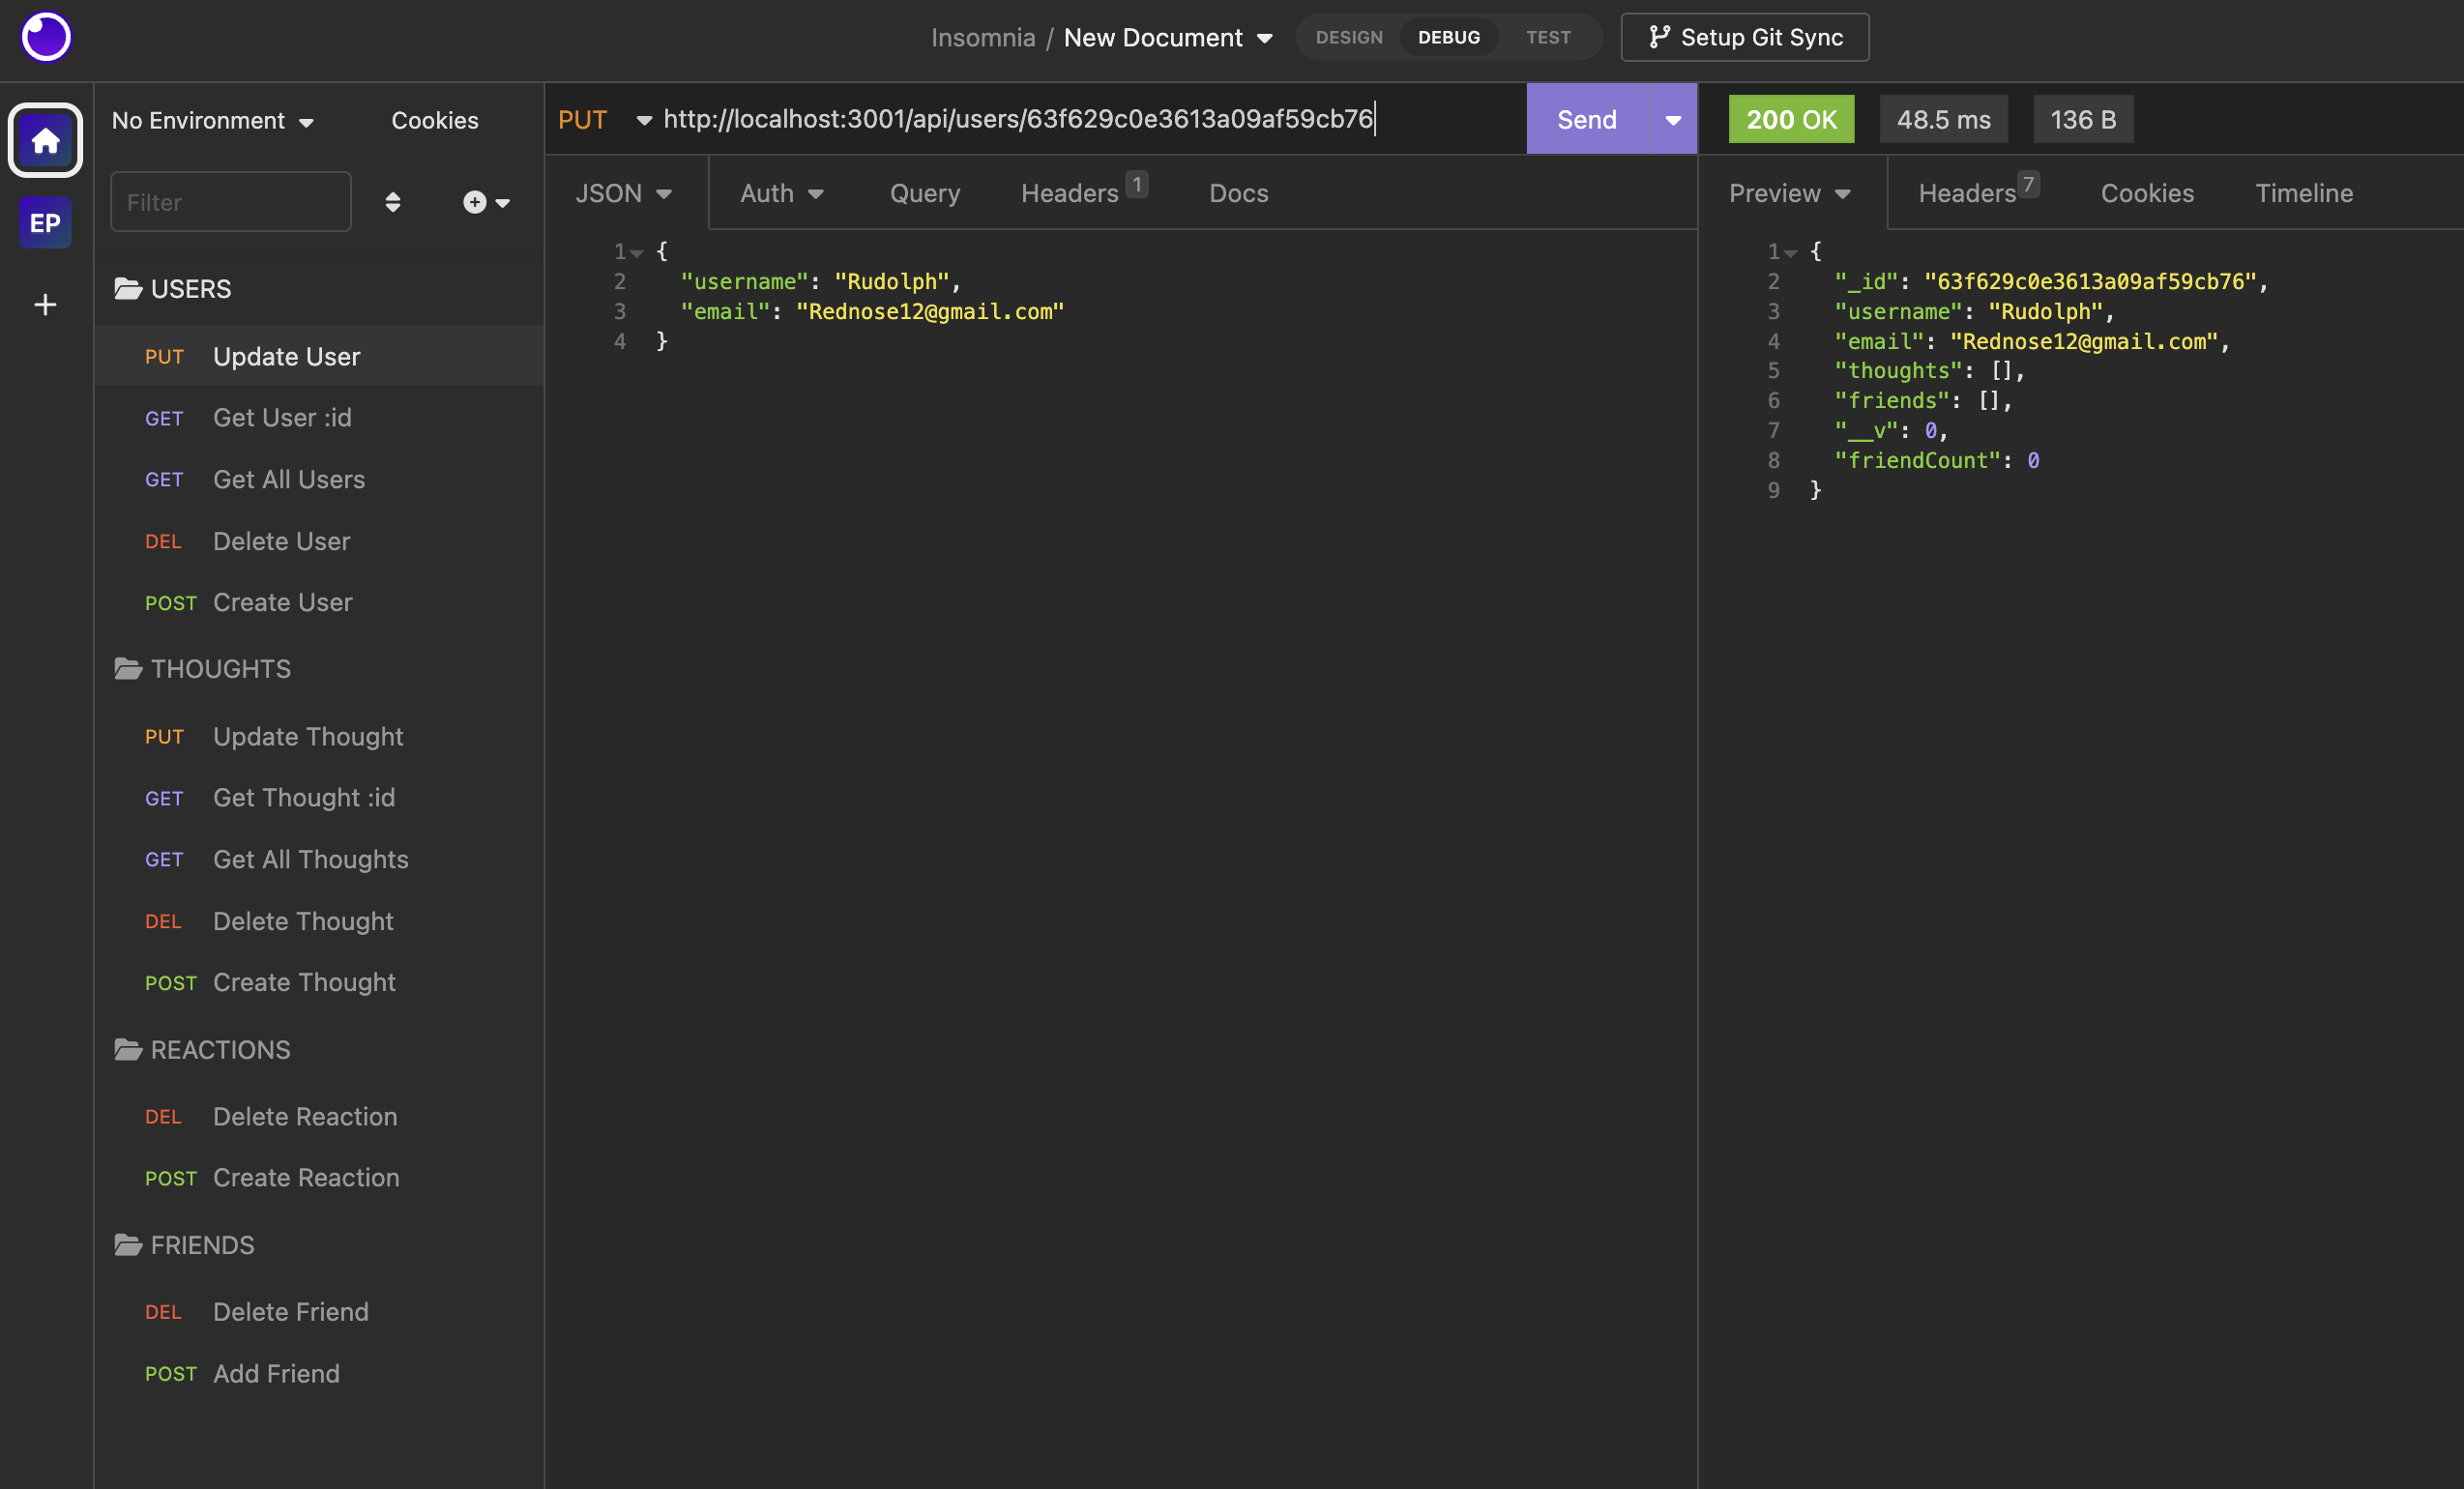 Insomnia / New Document
DESIGN DEBUG TEST
Setup Git Sync
EP
No Environment
Cookies
Filter
USERS
PUT Update User
GET Get User :id
GET Get All Users
DEL Delete User
POST Create User
THOUGHTS
PUT Update Thought
GET Get Thought :id
GET Get All Thoughts
DEL Delete Thought
POST Create Thought
REACTIONS
DEL Delete Reaction
POST Create Reaction
FRIENDS
DEL Delete Friend
POST Add Friend
PUT http://localhost:3001/api/users/63f629c0e3613a09af59cb76
Send
JSON Auth Query Headers 1 Docs
1 {
2 "username": "Rudolph",
3 "email": "Rednose12@gmail.com"
4 }
200 OK 48.5 ms 136 B
Preview Headers 7 Cookies Timeline
1 {
2 "_id": "63f629c0e3613a09af59cb76",
3 "username": "Rudolph",
4 "email": "Rednose12@gmail.com",
5 "thoughts": [],
6 "friends": [],
7 "__v": 0,
8 "friendCount": 0
9 }